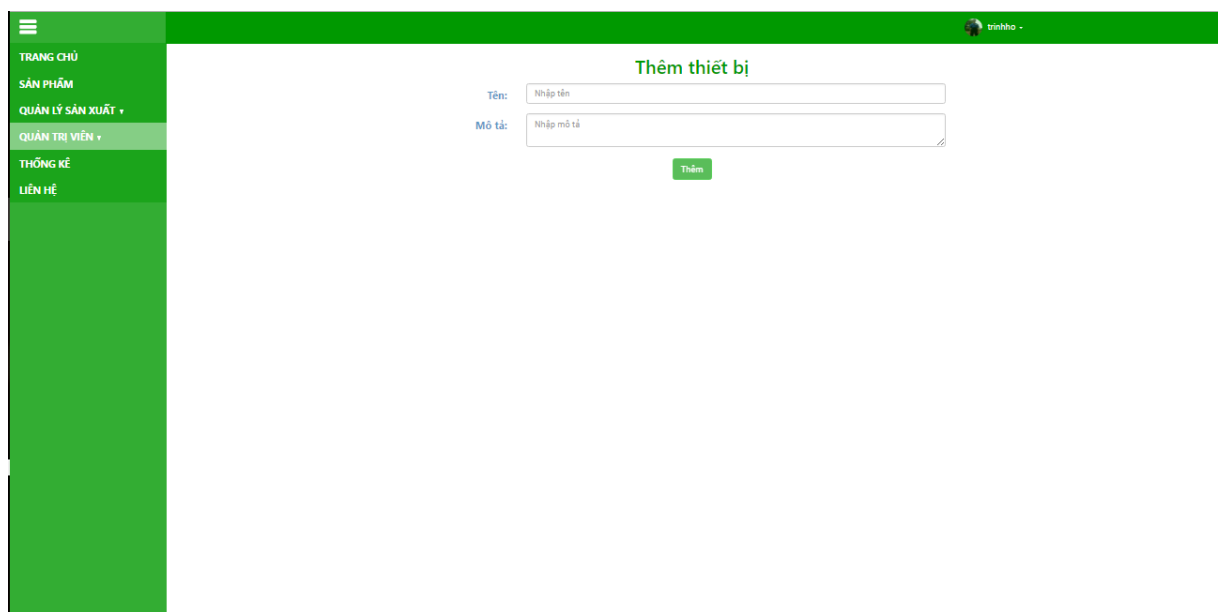 trinhho
TRANG CHỦ
SẢN PHẨM
QUẢN LÝ SẢN XUẤT
QUẢN TRỊ VIÊN
THỐNG KÊ
LIÊN HỆ
Thêm thiết bị
Tên:
Nhập tên
Mô tả:
Nhập mô tả
Thêm